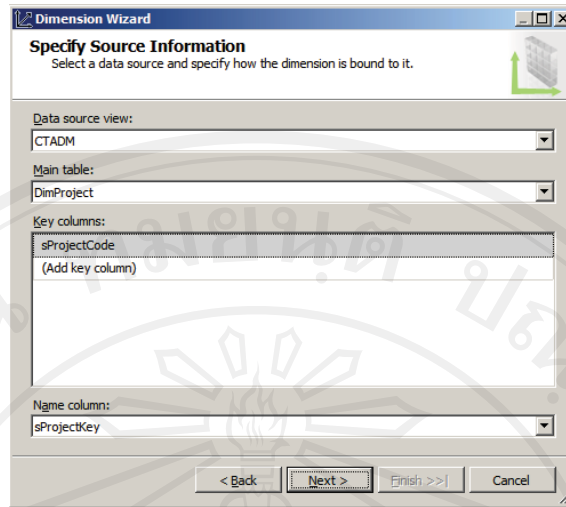 Dimension Wizard
Specify Source Information
Select a data source and specify how the dimension is bound to it.
Data source view:
CTADM
Main table:
DimProject
Key columns:
sProjectCode
(Add key column)
Name column:
sProjectKey
< Back Next > Finish >>| Cancel